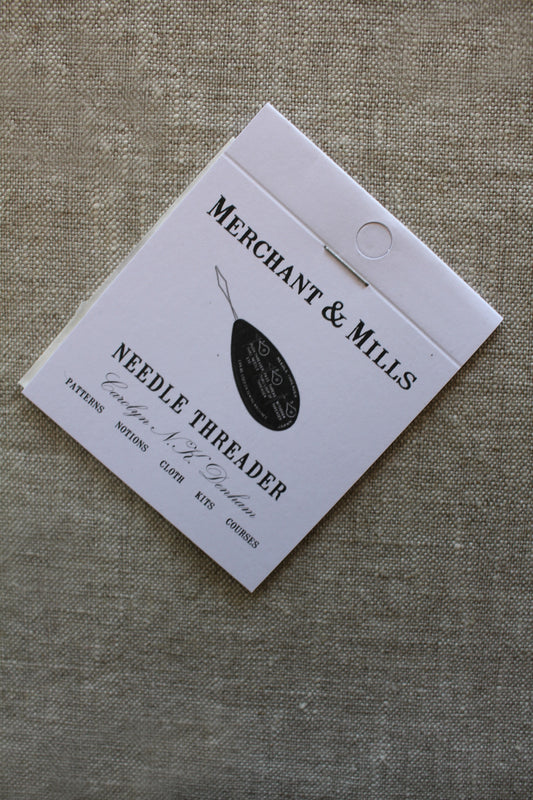 MERCHANT & MILLS
NEEDLE THREADER
Carolyn N.K. Denham
PATTERNS NOTIONS CLOTH KITS COURSES